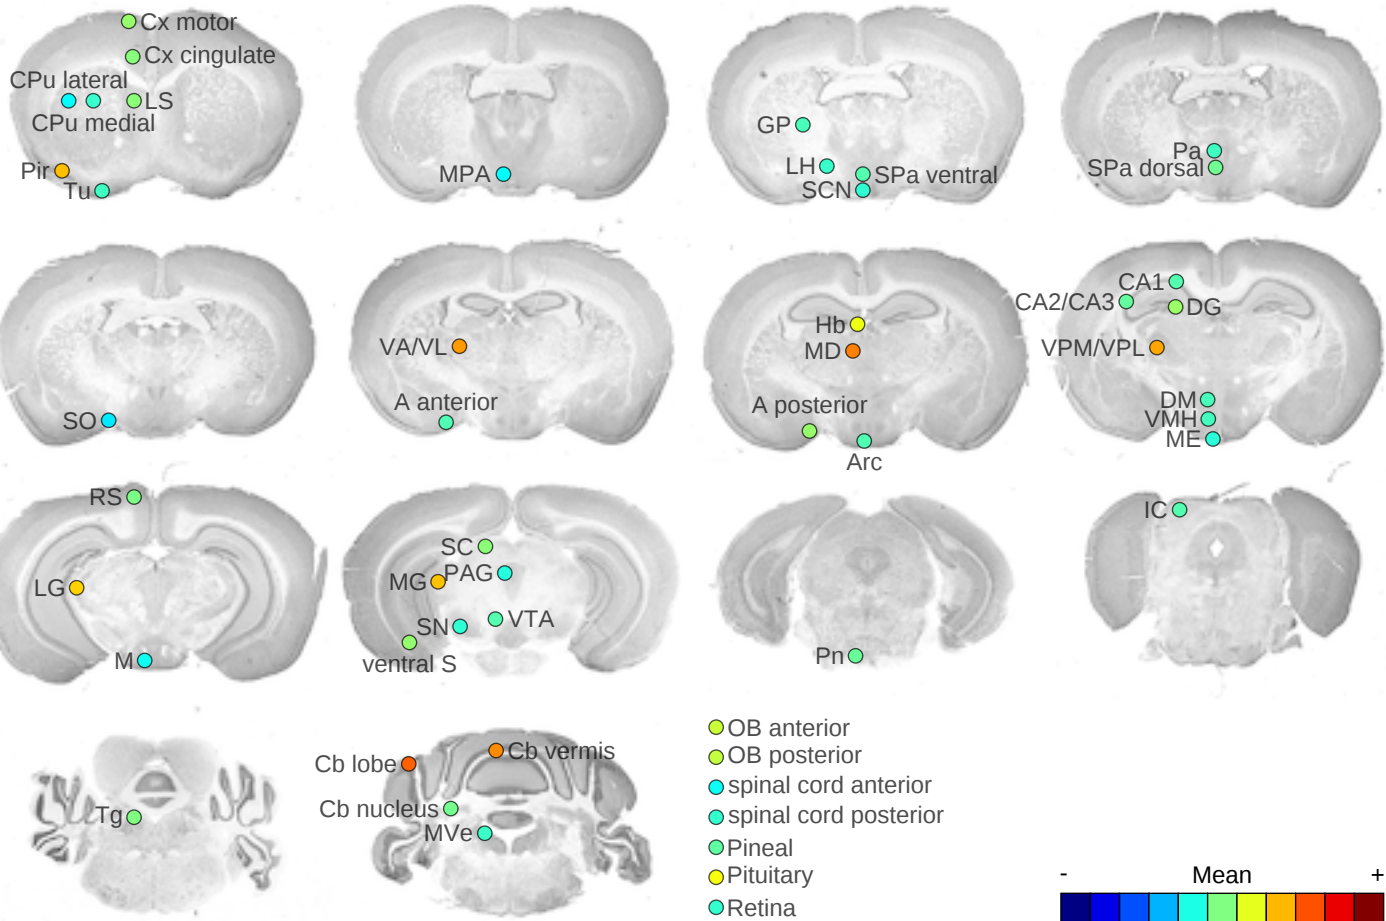 Cx motor
Cx cingulate
CPu lateral
LS
CPu medial
Pir
Tu
MPA
GP
LH
SPa ventral
SCN
Pa
SPa dorsal
SO
VA/VL
A anterior
Hb
MD
A posterior
Arc
CA1
CA2/CA3
DG
VPM/VPL
DM
VMH
ME
RS
LG
M
SC
PAG
MG
VTA
SN
ventral S
Pn
IC
Tg
Cb vermis
Cb lobe
Cb nucleus
MVe
OB anterior
OB posterior
spinal cord anterior
spinal cord posterior
Pineal
Pituitary
Retina
- Mean +